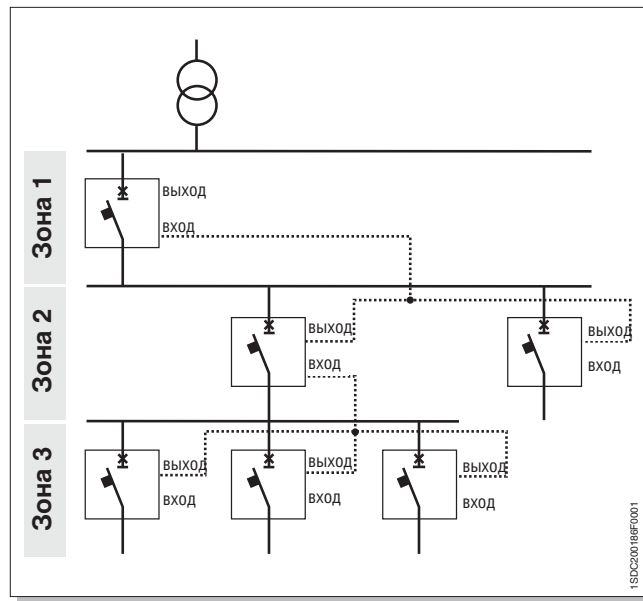 Зона 1
выход
вход
Зона 2
выход
вход
выход
вход
Зона 3
выход
вход
выход
вход
выход
вход
1SDC200186F0001